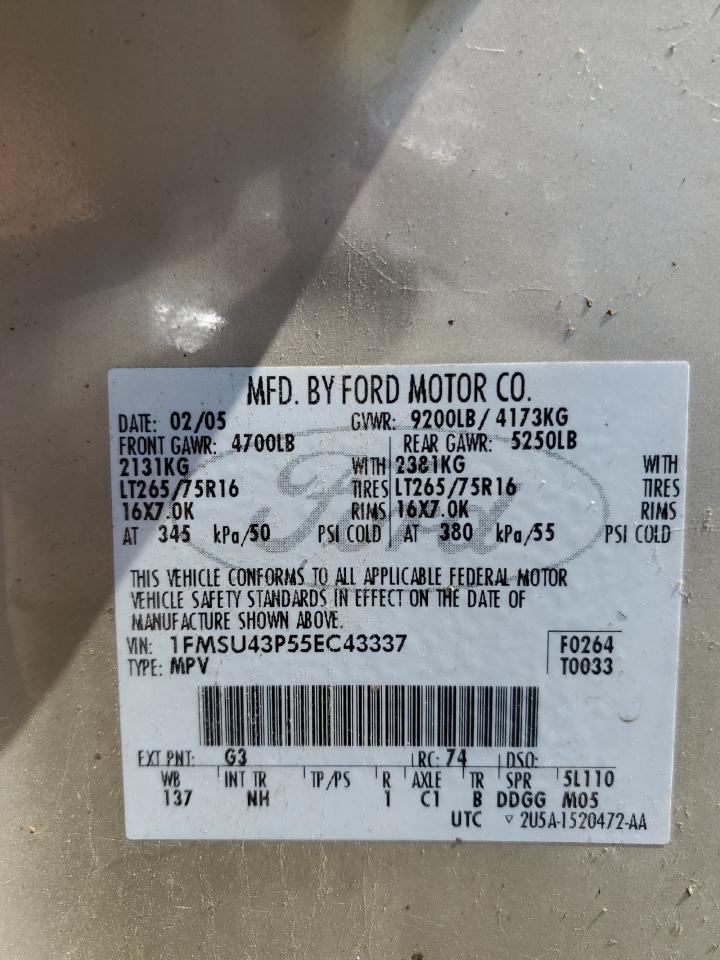 MFD. BY FORD MOTOR CO.
DATE: 02/05 GVWR: 9200LB/ 4173KG
FRONT GAWR: 4700LB REAR GAWR: 5250LB
2131KG WITH 2381KG WITH
LT265/75R16 TIRES LT265/75R16 TIRES
16X7.0K RIMS 16X7.0K RIMS
AT 345 kPa/50 PSI COLD AT 380 kPa/55 PSI COLD
Ford
THIS VEHICLE CONFORMS TO ALL APPLICABLE FEDERAL MOTOR
VEHICLE SAFETY STANDARDS IN EFFECT ON THE DATE OF
MANUFACTURE SHOWN ABOVE.
VIN: 1FMSU43P55EC43337 F0264
TYPE: MPV T0033
EXT PNT: G3 RC: 74 DSO:
WB INT TR TP/PS R AXLE TR SPR 5L110
137 NH 1 C1 B DDGG M05
UTC ▽ 2U5A-1520472-AA